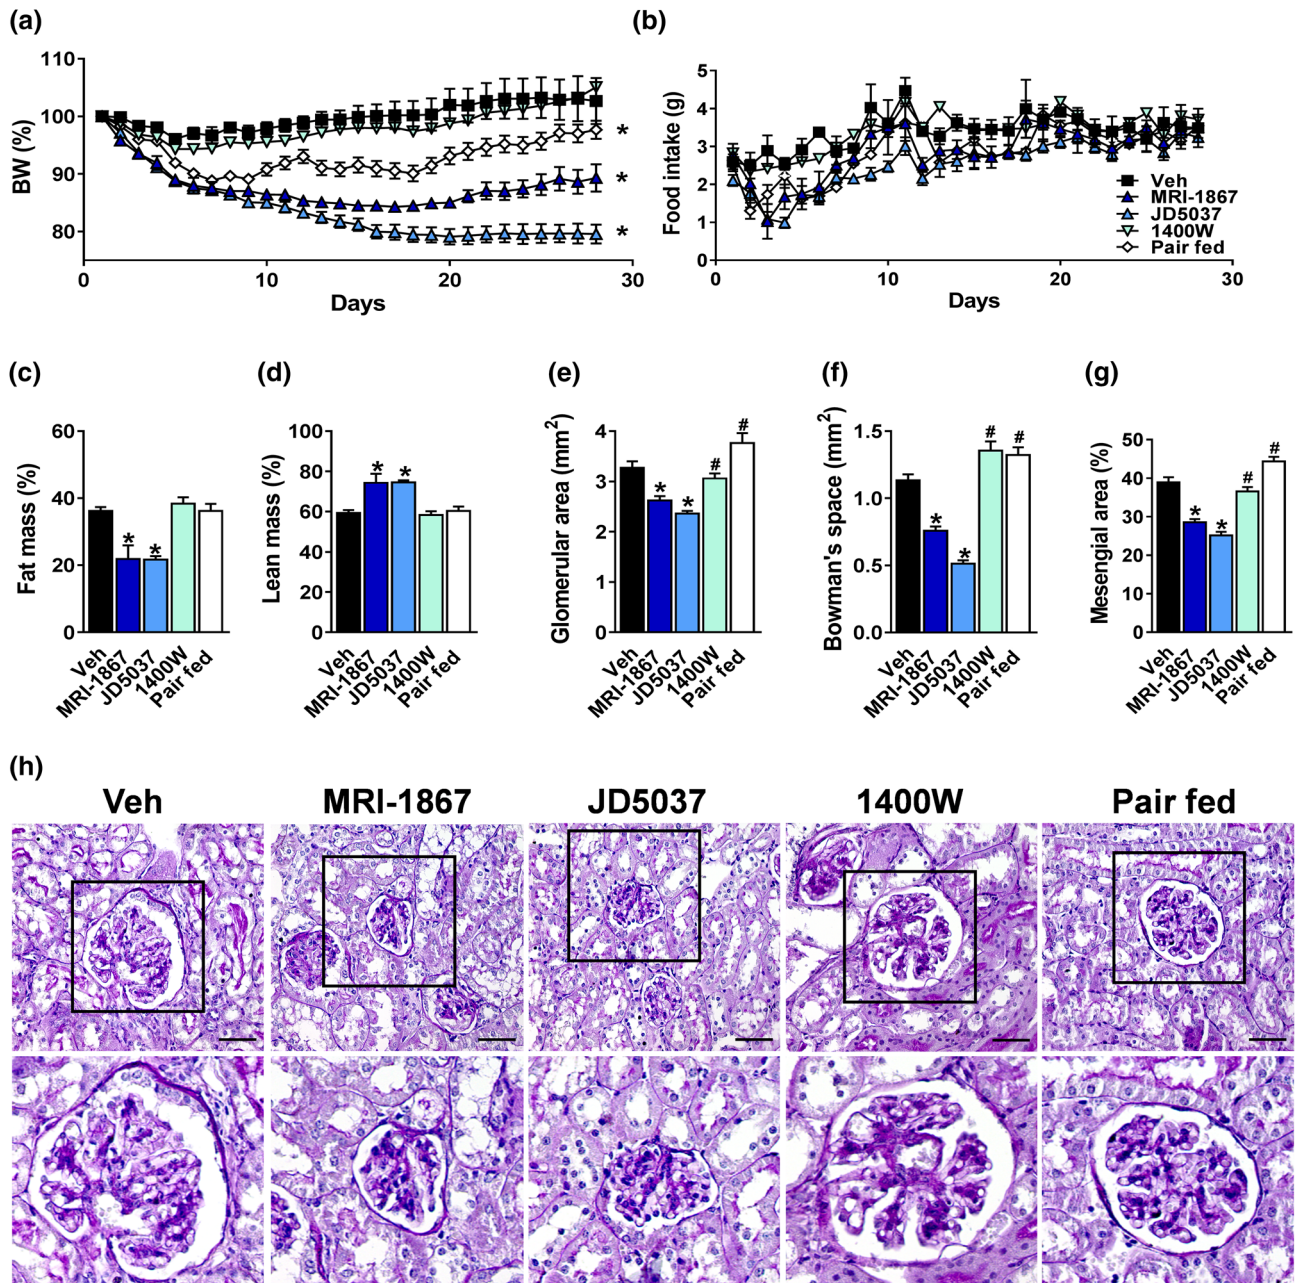 (a)
110
100
90
80
BW (%)
0
10
20
30
Days
*
*
*
(b)
5
4
3
2
1
0
Food intake (g)
0
10
20
30
Days
Veh
MRI-1867
JD5037
1400W
Pair fed
(c)
60
40
20
0
Fat mass (%)
*
*
Veh
MRI-1867
JD5037
1400W
Pair fed
(d)
100
80
60
40
20
0
Lean mass (%)
*
*
Veh
MRI-1867
JD5037
1400W
Pair fed
(e)
4
3
2
1
0
Glomerular area (mm²)
*
*
#
#
Veh
MRI-1867
JD5037
1400W
Pair fed
(f)
1.5
1.0
0.5
0.0
Bowman's space (mm²)
*
*
#
#
Veh
MRI-1867
JD5037
1400W
Pair fed
(g)
50
40
30
20
10
0
Mesengial area (%)
*
*
#
#
Veh
MRI-1867
JD5037
1400W
Pair fed
(h)
Veh
MRI-1867
JD5037
1400W
Pair fed